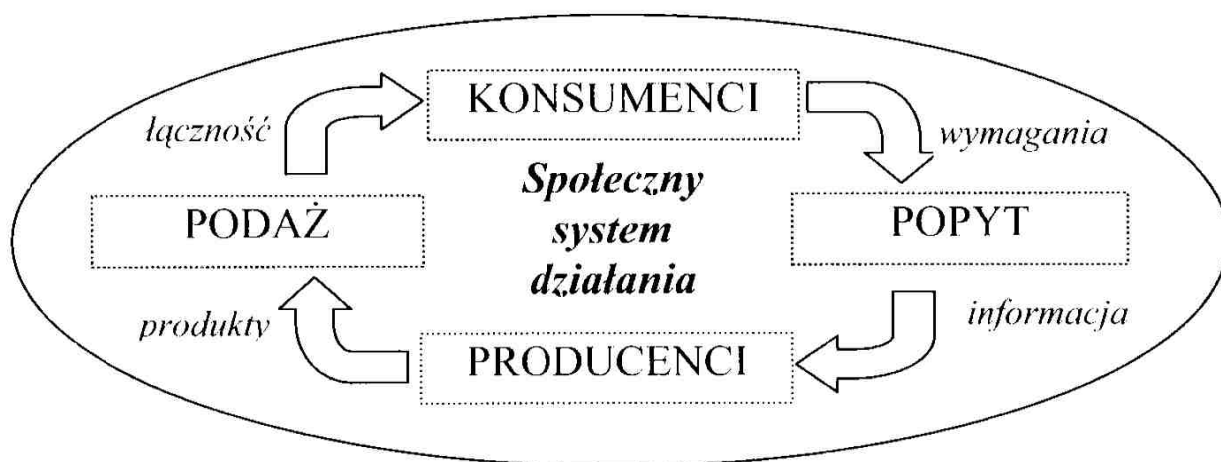 KONSUMENCI
łączność
wymagania
Społeczny
system
działania
PODAŻ
POPYT
produkty
informacja
PRODUCENCI